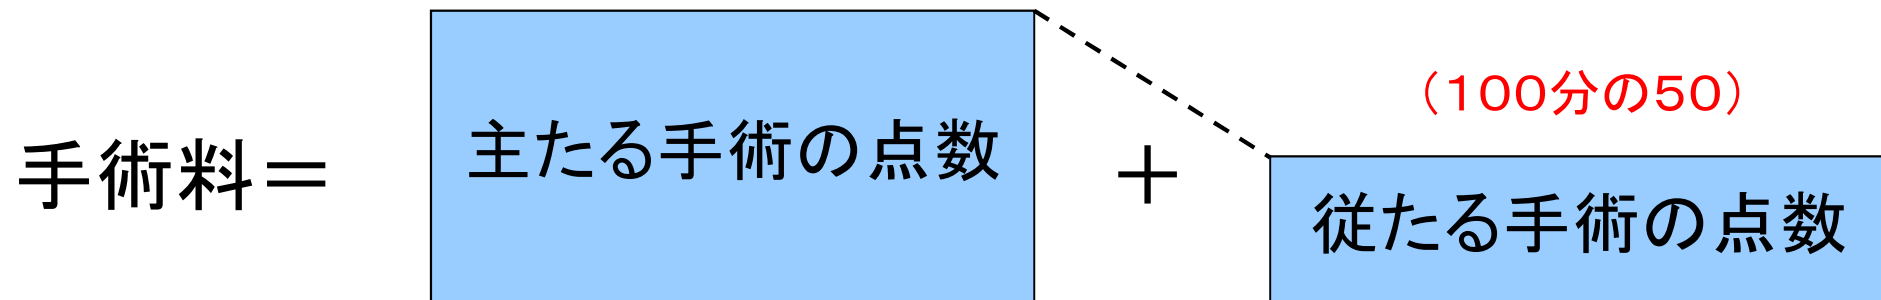 手術料＝
主たる手術の点数
＋
（１００分の５０）
従たる手術の点数